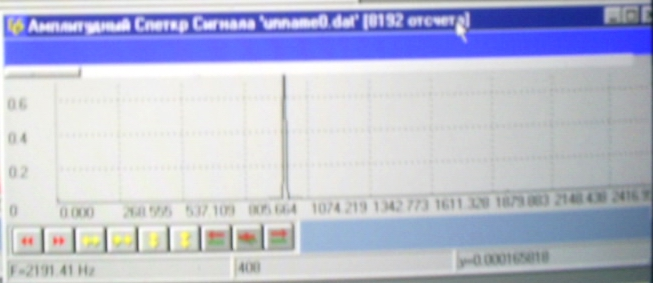 Амплитудный Спектр Сигнала 'unname0.dat' [8192 отсчета]
0.6
0.4
0.2
0
0.000 268.555 537.109 805.664 1074.219 1342.773 1611.328 1879.883 2148.438 2416.9
F=2191.41 Hz 400 y=0.000165818